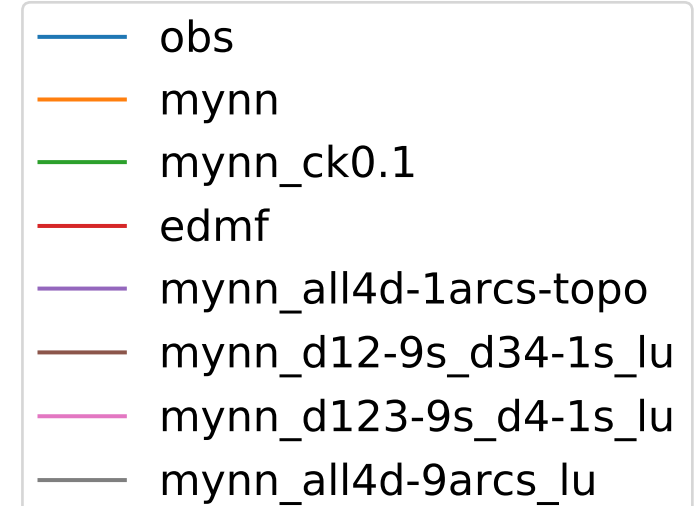 obs
mynn
mynn_ck0.1
edmf
mynn_all4d-1arcs-topo
mynn_d12-9s_d34-1s_lu
mynn_d123-9s_d4-1s_lu
mynn_all4d-9arcs_lu